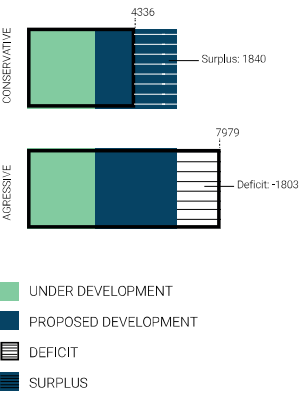 4336
CONSERVATIVE
Surplus: 1840
7979
AGRESSIVE
Deficit: -1803
UNDER DEVELOPMENT
PROPOSED DEVELOPMENT
DEFICIT
SURPLUS